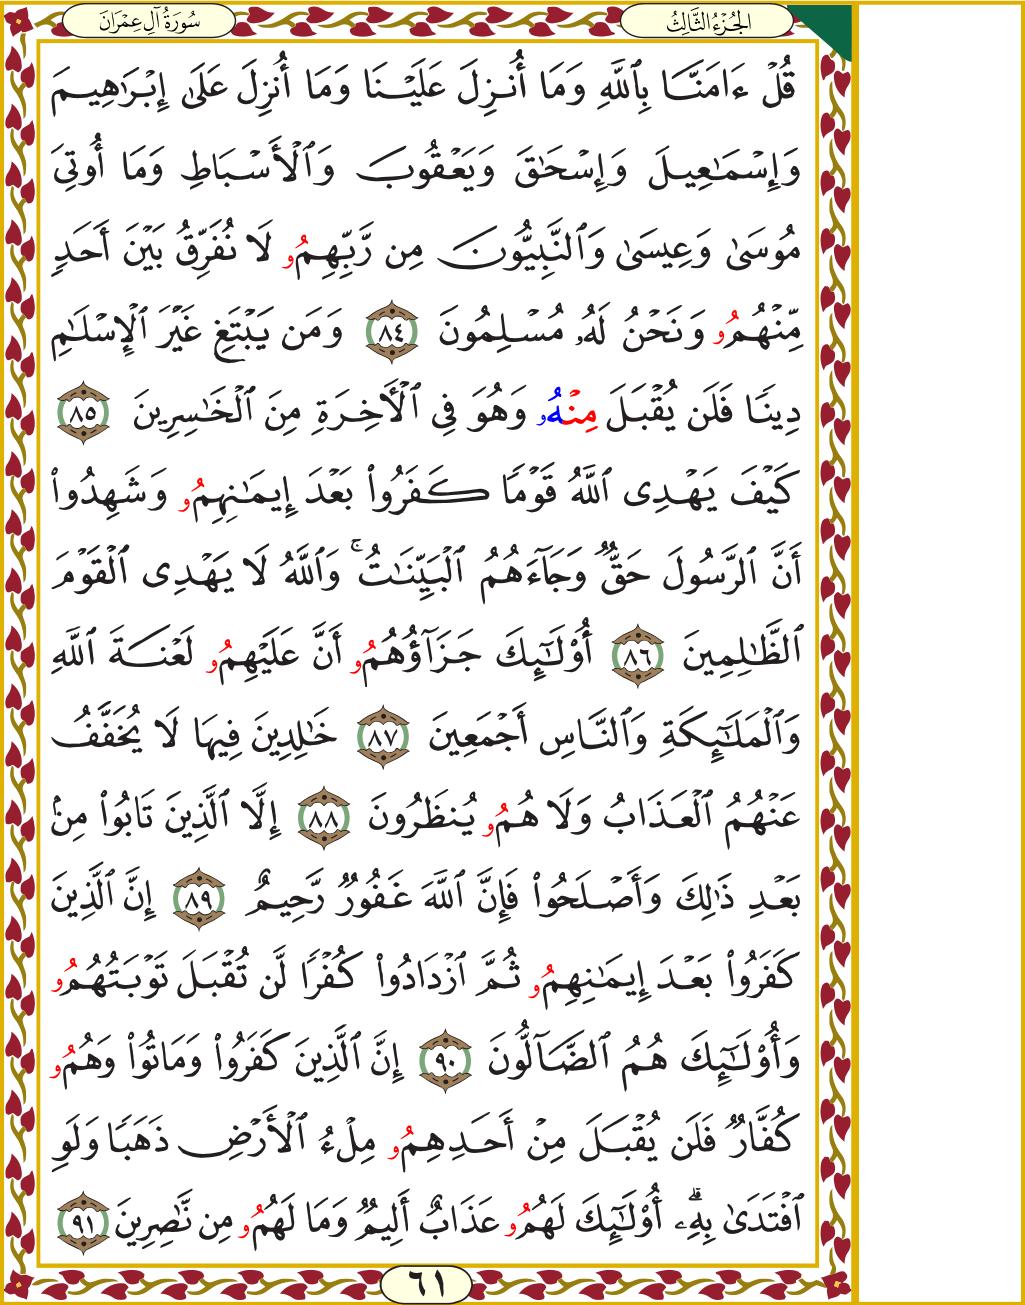 الجُزْءُ الثَّالِثُ
سُورَةُ آلِ عِمْرَانَ
قُلْ ءَامَنَّا بِٱللَّهِ وَمَا أُنزِلَ عَلَيْنَا وَمَا أُنزِلَ عَلَىٰ إِبْرَٰهِيمَ
وَإِسْمَٰعِيلَ وَإِسْحَٰقَ وَيَعْقُوبَ وَٱلْأَسْبَاطِ وَمَا أُوتِىَ
مُوسَىٰ وَعِيسَىٰ وَٱلنَّبِيُّونَ مِن رَّبِّهِمُۥ لَا نُفَرِّقُ بَيْنَ أَحَدٍ
مِّنْهُمُۥ وَنَحْنُ لَهُۥ مُسْلِمُونَ ٨٤ وَمَن يَبْتَغِ غَيْرَ ٱلْإِسْلَٰمِ
دِينًا فَلَن يُقْبَلَ مِنْهُۥ وَهُوَ فِى ٱلْأَخِرَةِ مِنَ ٱلْخَٰسِرِينَ ٨٥
كَيْفَ يَهْدِى ٱللَّهُ قَوْمًا كَفَرُوا۟ بَعْدَ إِيمَٰنِهِمُۥ وَشَهِدُوا۟
أَنَّ ٱلرَّسُولَ حَقٌّ وَجَآءَهُمُ ٱلْبَيِّنَٰتُ ۚ وَٱللَّهُ لَا يَهْدِى ٱلْقَوْمَ
ٱلظَّٰلِمِينَ ٨٦ أُو۟لَٰٓئِكَ جَزَآؤُهُمُۥ أَنَّ عَلَيْهِمُۥ لَعْنَةَ ٱللَّهِ
وَٱلْمَلَٰٓئِكَةِ وَٱلنَّاسِ أَجْمَعِينَ ٨٧ خَٰلِدِينَ فِيهَا لَا يُخَفَّفُ
عَنْهُمُ ٱلْعَذَابُ وَلَا هُمُۥ يُنظَرُونَ ٨٨ إِلَّا ٱلَّذِينَ تَابُوا۟ مِنۢ
بَعْدِ ذَٰلِكَ وَأَصْلَحُوا۟ فَإِنَّ ٱللَّهَ غَفُورٌ رَّحِيمٌ ٨٩ إِنَّ ٱلَّذِينَ
كَفَرُوا۟ بَعْدَ إِيمَٰنِهِمُۥ ثُمَّ ٱزْدَادُوا۟ كُفْرًا لَّن تُقْبَلَ تَوْبَتُهُمُۥ
وَأُو۟لَٰٓئِكَ هُمُ ٱلضَّآلُّونَ ٩٠ إِنَّ ٱلَّذِينَ كَفَرُوا۟ وَمَاتُوا۟ وَهُمُۥ
كُفَّارٌ فَلَن يُقْبَلَ مِنْ أَحَدِهِمُۥ مِلْءُ ٱلْأَرْضِ ذَهَبًا وَلَوِ
ٱفْتَدَىٰ بِهِۦٓ ۗ أُو۟لَٰٓئِكَ لَهُمُۥ عَذَابٌ أَلِيمٌ وَمَا لَهُمُۥ مِن نَّٰصِرِينَ ٩١
٦١